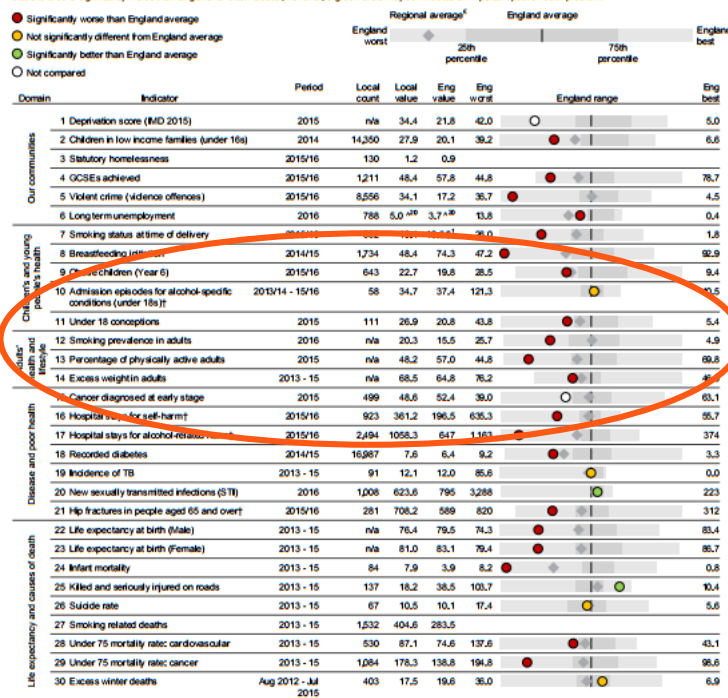 Significantly worse than England average
Not significantly different from England average
Significantly better than England average
Not compared
Regional average€ England average
England worst England best
25th percentile 75th percentile
Domain Indicator Period Local count Local value Eng value Eng worst England range Eng best
Our communities
1 Deprivation score (IMD 2015) 2015 n/a 34.4 21.8 42.0 5.0
2 Children in low income families (under 16s) 2014 14,350 27.9 20.1 39.2 6.6
3 Statutory homelessness 2015/16 130 1.2 0.9
4 GCSEs achieved 2015/16 1,211 48.4 57.8 44.8 78.7
5 Violent crime (violence offences) 2015/16 8,556 34.1 17.2 36.7 4.5
6 Long term unemployment 2016 788 5.0 ^20 3.7 ^20 13.8 0.4
Children's and young people's health
7 Smoking status at time of delivery 1.8
8 Breastfeeding 2014/15 1,734 48.4 74.3 47.2 92.9
9 children (Year 6) 2015/16 643 22.7 19.8 28.5 9.4
10 Admission episodes for alcohol-specific conditions (under 18s)† 2013/14 - 15/16 58 34.7 37.4 121.3
11 Under 18 conceptions 2015 111 26.9 20.8 43.8 5.4
Adults' health and lifestyle
12 Smoking prevalence in adults 2016 n/a 20.3 15.5 25.7 4.9
13 Percentage of physically active adults 2015 n/a 48.2 57.0 44.8 69.8
14 Excess weight in adults 2013 - 15 n/a 68.5 64.8 76.2
Disease and poor health
Cancer diagnosed at early stage 2015 499 48.6 52.4 39.0 63.1
16 Hospital stays for self-harm† 2015/16 923 361.2 196.5 635.3 55.7
17 Hospital stays for alcohol-related 2015/16 2,494 1058.3 647 1,163 374
18 Recorded diabetes 2014/15 16,987 7.6 6.4 9.2 3.3
19 Incidence of TB 2013 - 15 91 12.1 12.0 85.6 0.0
20 New sexually transmitted infections (STI) 2016 1,008 623.6 795 3,288 223
21 Hip fractures in people aged 65 and over† 2015/16 281 708.2 589 820 312
Life expectancy and causes of death
22 Life expectancy at birth (Male) 2013 - 15 n/a 76.4 79.5 74.3 83.4
23 Life expectancy at birth (Female) 2013 - 15 n/a 81.0 83.1 79.4 86.7
24 Infant mortality 2013 - 15 84 7.9 3.9 8.2 0.8
25 Killed and seriously injured on roads 2013 - 15 137 18.2 38.5 103.7 10.4
26 Suicide rate 2013 - 15 67 10.5 10.1 17.4 5.6
27 Smoking related deaths 2013 - 15 1,532 404.6 283.5
28 Under 75 mortality rate: cardiovascular 2013 - 15 530 87.1 74.6 137.6 43.1
29 Under 75 mortality rate: cancer 2013 - 15 1,084 178.3 138.8 194.8 98.6
30 Excess winter deaths Aug 2012 - Jul 2015 403 17.5 19.6 36.0 6.9